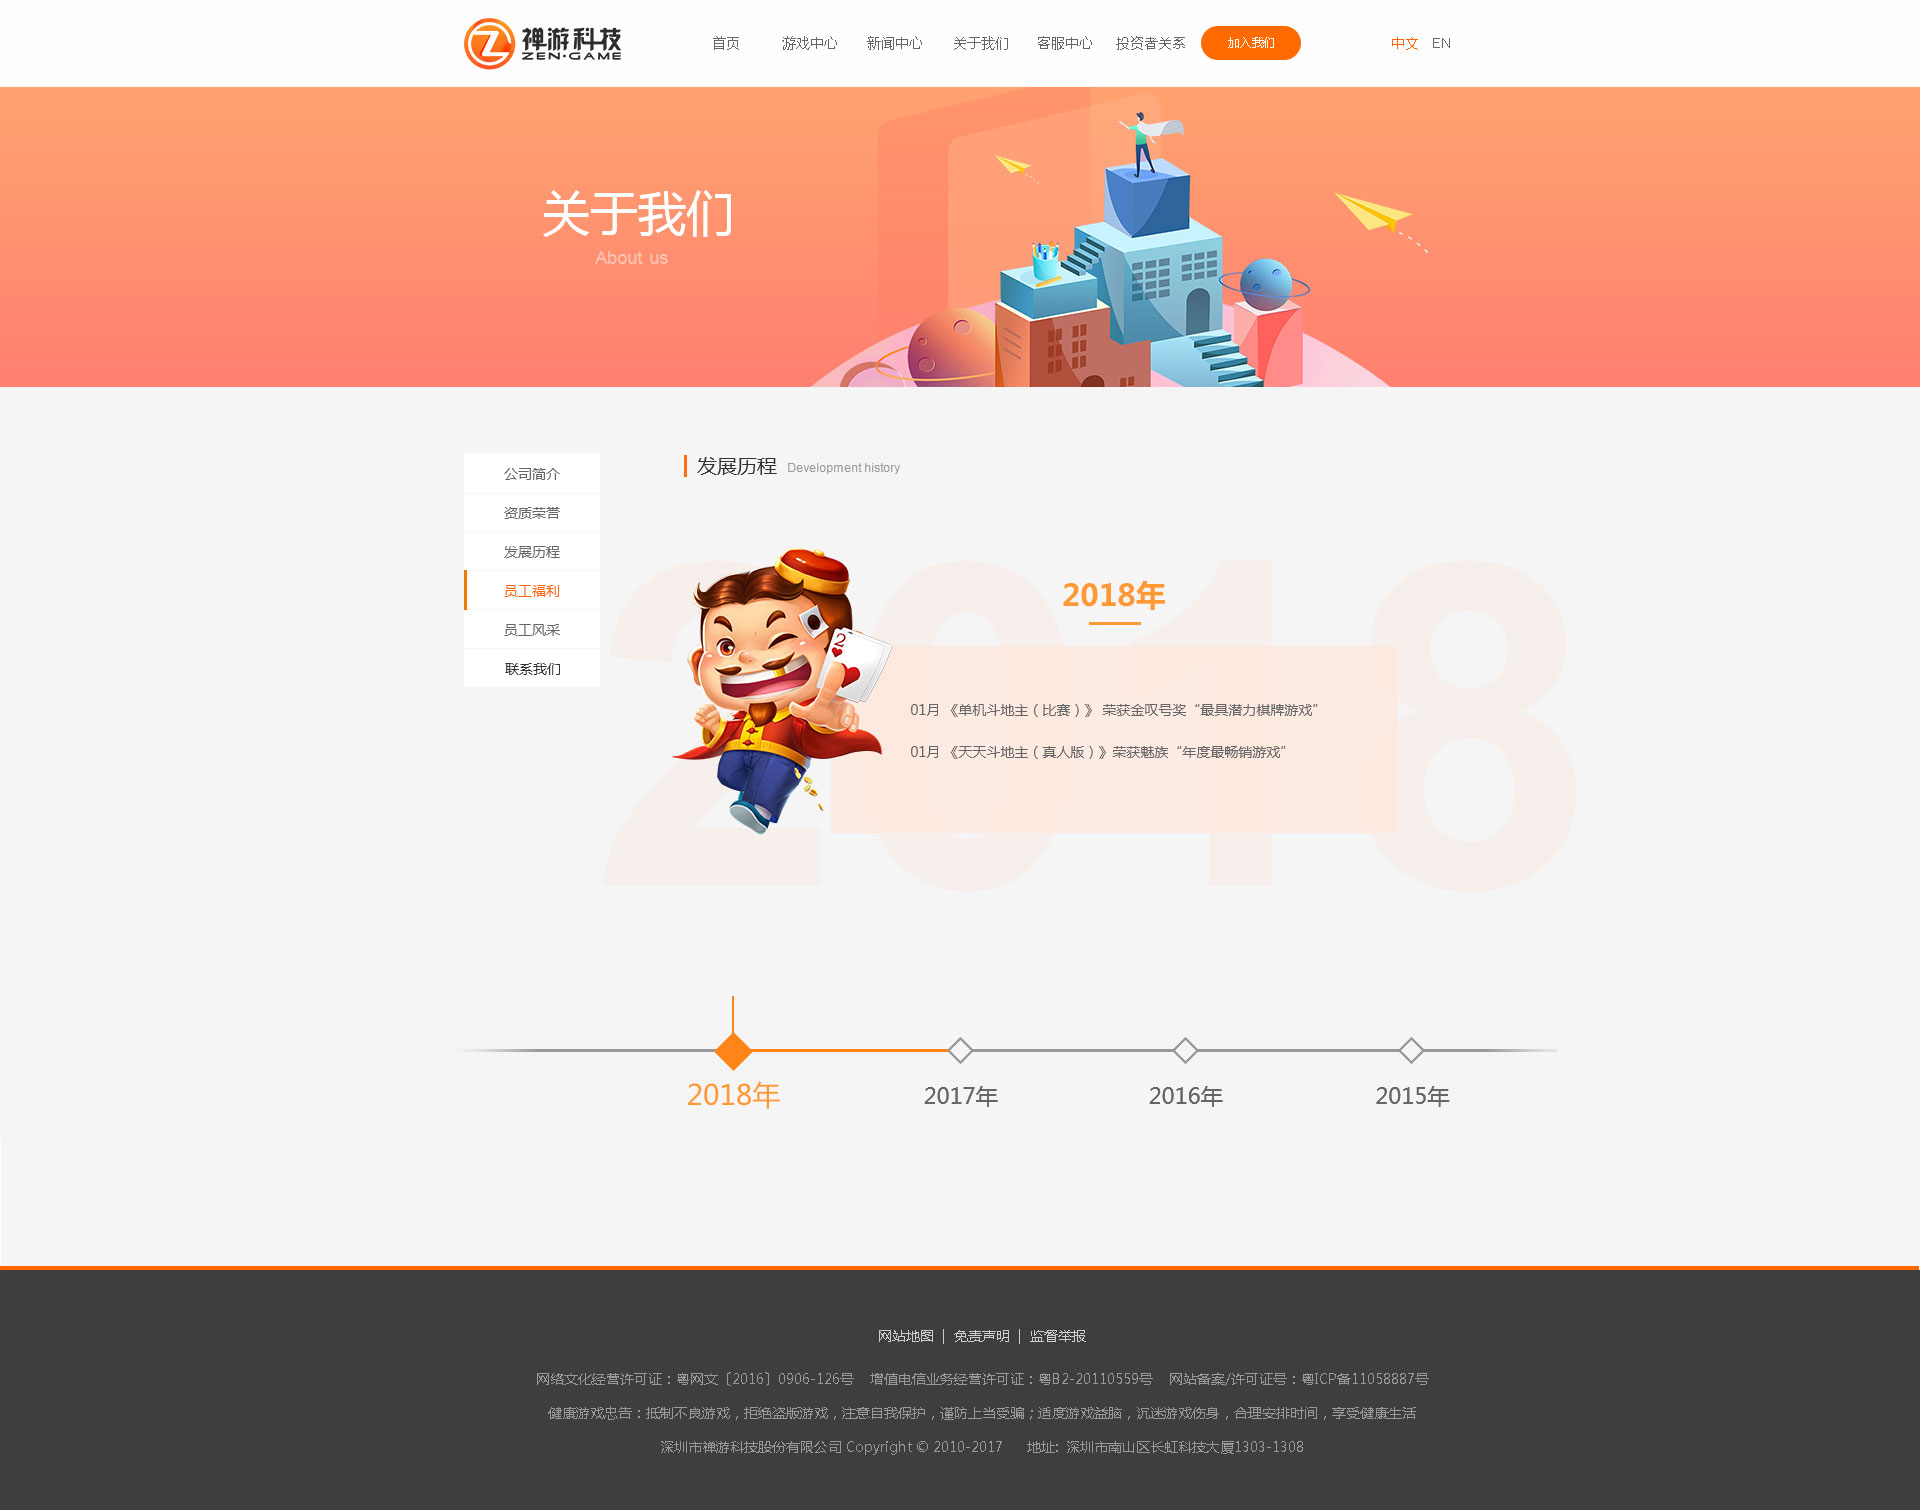 禅游科技
ZEN·GAME
首页 游戏中心 新闻中心 关于我们 客服中心 投资者关系 加入我们 中文 EN
关于我们
About us
公司简介
资质荣誉
发展历程
员工福利
员工风采
联系我们
发展历程 Development history
2018
2018年
2
01月 《单机斗地主（比赛）》 荣获金叹号奖“最具潜力棋牌游戏”
01月 《天天斗地主（真人版）》荣获魅族“年度最畅销游戏”
2018年 2017年 2016年 2015年
网站地图 | 免责声明 | 监督举报
网络文化经营许可证：粤网文［2016］0906-126号 增值电信业务经营许可证：粤B2-20110559号 网站备案/许可证号：粤ICP备11058887号
健康游戏忠告：抵制不良游戏，拒绝盗版游戏，注意自我保护，谨防上当受骗；适度游戏益脑，沉迷游戏伤身，合理安排时间，享受健康生活
深圳市禅游科技股份有限公司 Copyright © 2010-2017 地址: 深圳市南山区长虹科技大厦1303-1308